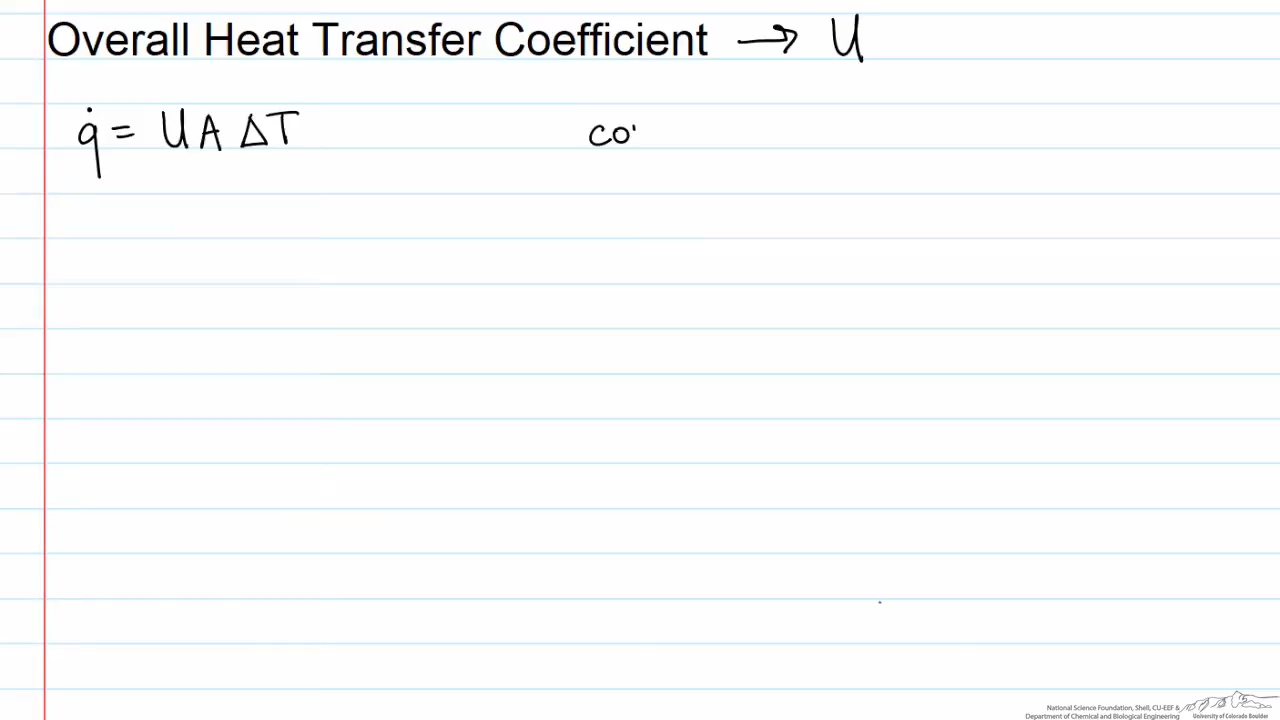 Overall Heat Transfer Coefficient → U
q̇ = U A ΔT
co
National Science Foundation, Shell, CU-EEF &
Department of Chemical and Biological Engineering
University of Colorado Boulder